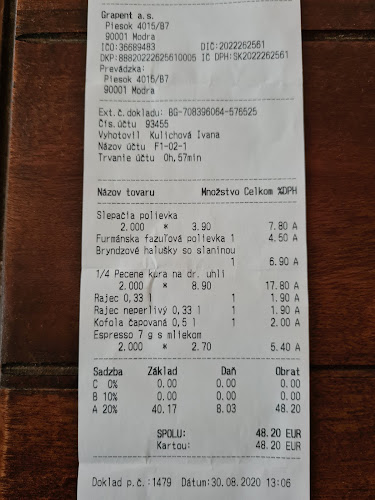 Grapent a.s.
Piesok 4015/B7
90001 Modra
IČO:36689483 DIČ:2022262561
DKP:88820222625610005 IČ DPH:SK2022262561
Prevádzka:
Piesok 4015/B7
90001 Modra
Ext.č.dokladu: BG-708396064-576525
Čís.účtu 93455
Vyhotovil Kulichová Ivana
Názov účtu F1-02-1
Trvanie účtu 0h,57min
Názov tovaru Množstvo Celkom %DPH
Slepačia polievka
2.000 * 3.90 7.80 A
Furmánska fazuľová polievka 1 4.50 A
Bryndzové halušky so slaninou
1 6.90 A
1/4 Pečené kura na dr. uhlí
2.000 * 8.90 17.80 A
Rajec 0,33 l 1 1.90 A
Rajec neperlivý 0,33 l 1 1.90 A
Kofola čapovaná 0,5 l 1 2.00 A
Espresso 7 g s mliekom
2.000 * 2.70 5.40 A
Sadzba Základ Daň Obrat
C 0% 0.00 0.00 0.00
B 10% 0.00 0.00 0.00
A 20% 40.17 8.03 48.20
SPOLU: 48.20 EUR
Kartou: 48.20 EUR
Doklad p.č.:1479 Dátum:30.08.2020 13:06